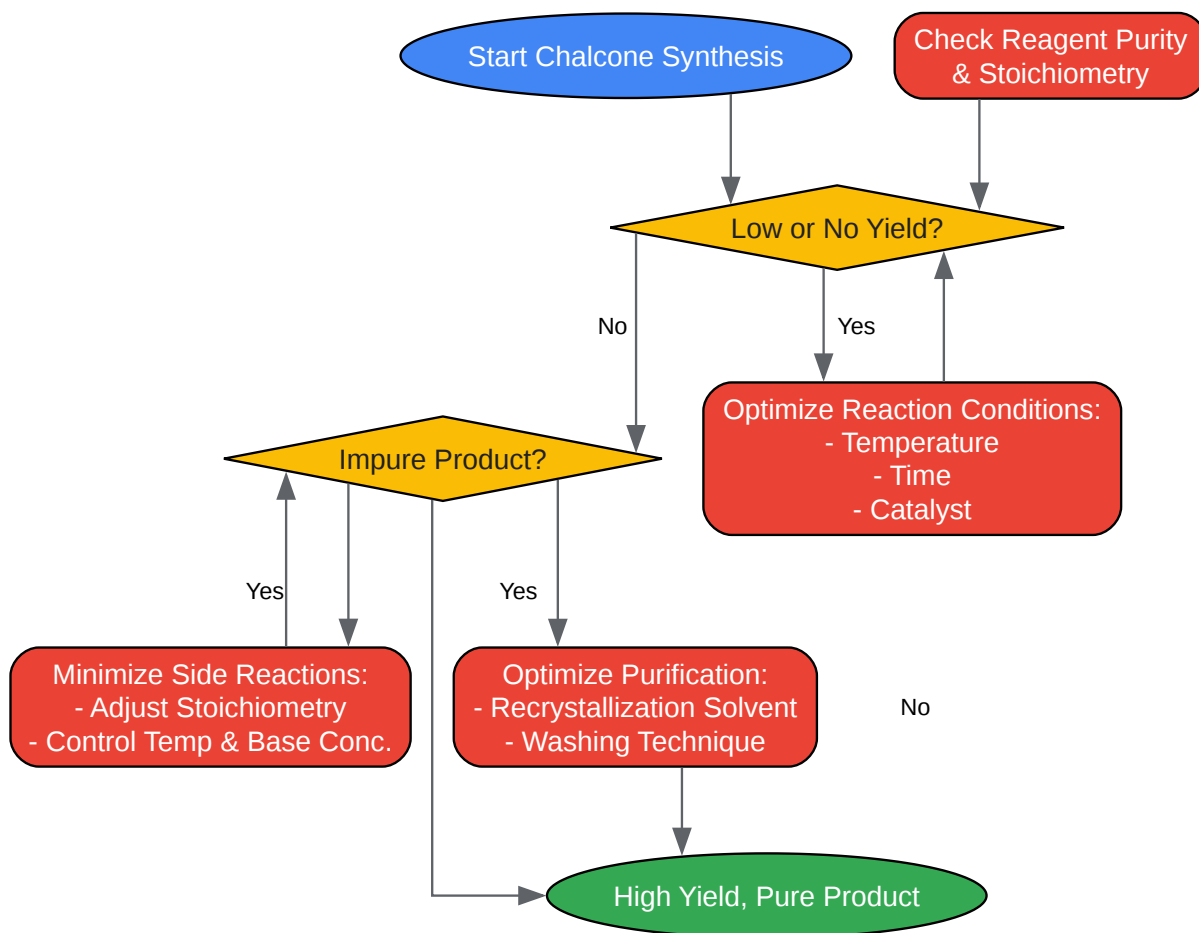 Start Chalcone Synthesis
Check Reagent Purity
& Stoichiometry
Low or No Yield?
No
Yes
Optimize Reaction Conditions:
- Temperature
- Time
- Catalyst
Impure Product?
Yes
Yes
Minimize Side Reactions:
- Adjust Stoichiometry
- Control Temp & Base Conc.
Optimize Purification:
- Recrystallization Solvent
- Washing Technique
No
High Yield, Pure Product